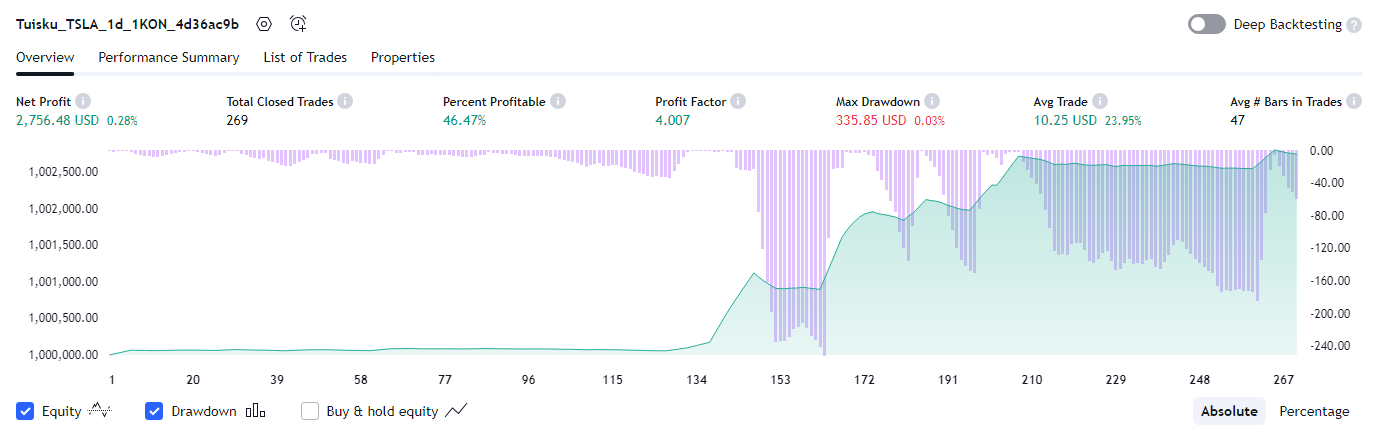 Tuisku_TSLA_1d_1KON_4d36ac9b Deep Backtesting ?
Overview Performance Summary List of Trades Properties
Net Profit i Total Closed Trades i Percent Profitable i Profit Factor i Max Drawdown i Avg Trade i Avg # Bars in Trades i
2,756.48 USD 0.28% 269 46.47% 4.007 335.85 USD 0.03% 10.25 USD 23.95% 47
0.00
1,002,500.00
-40.00
1,002,000.00
-80.00
1,001,500.00
-120.00
1,001,000.00
-160.00
1,000,500.00
-200.00
1,000,000.00
-240.00
1 20 39 58 77 96 115 134 153 172 191 210 229 248 267
Equity Drawdown Buy & hold equity Absolute Percentage